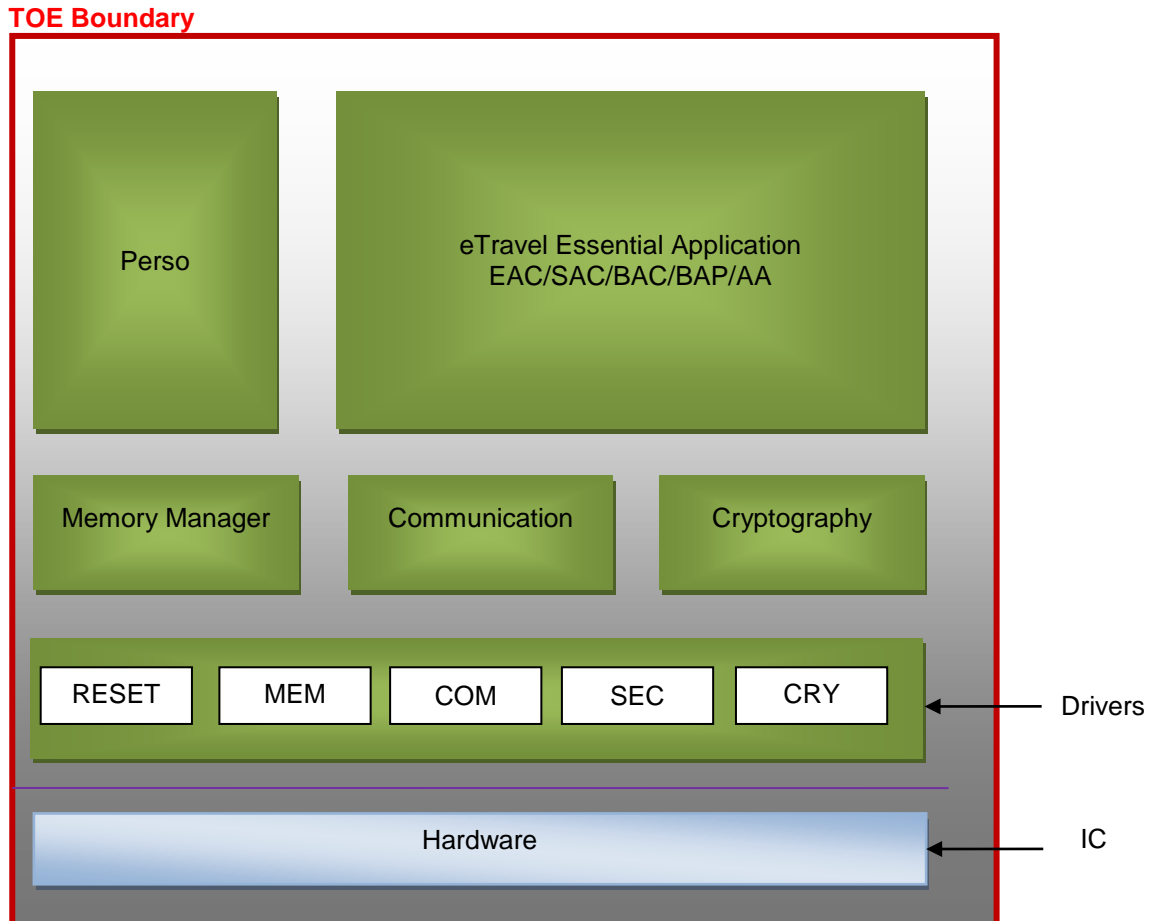 TOE Boundary
Perso
eTravel Essential Application
EAC/SAC/BAC/BAP/AA
Memory Manager
Communication
Cryptography
RESET
MEM
COM
SEC
CRY
Drivers
Hardware
IC